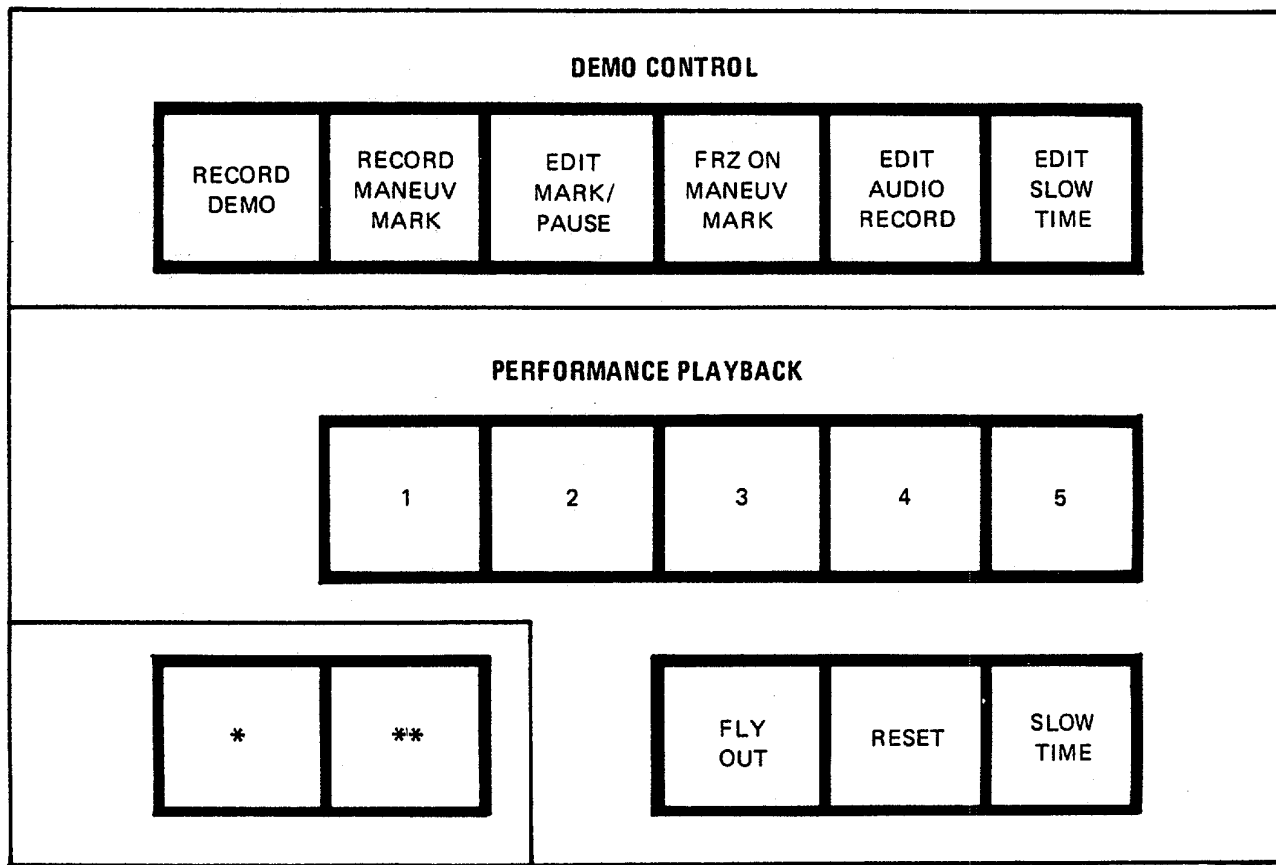 DEMO CONTROL
RECORD
DEMO
RECORD
MANEUV
MARK
EDIT
MARK/
PAUSE
FRZ ON
MANEUV
MARK
EDIT
AUDIO
RECORD
EDIT
SLOW
TIME
PERFORMANCE PLAYBACK
1
2
3
4
5
*
**
FLY
OUT
RESET
SLOW
TIME